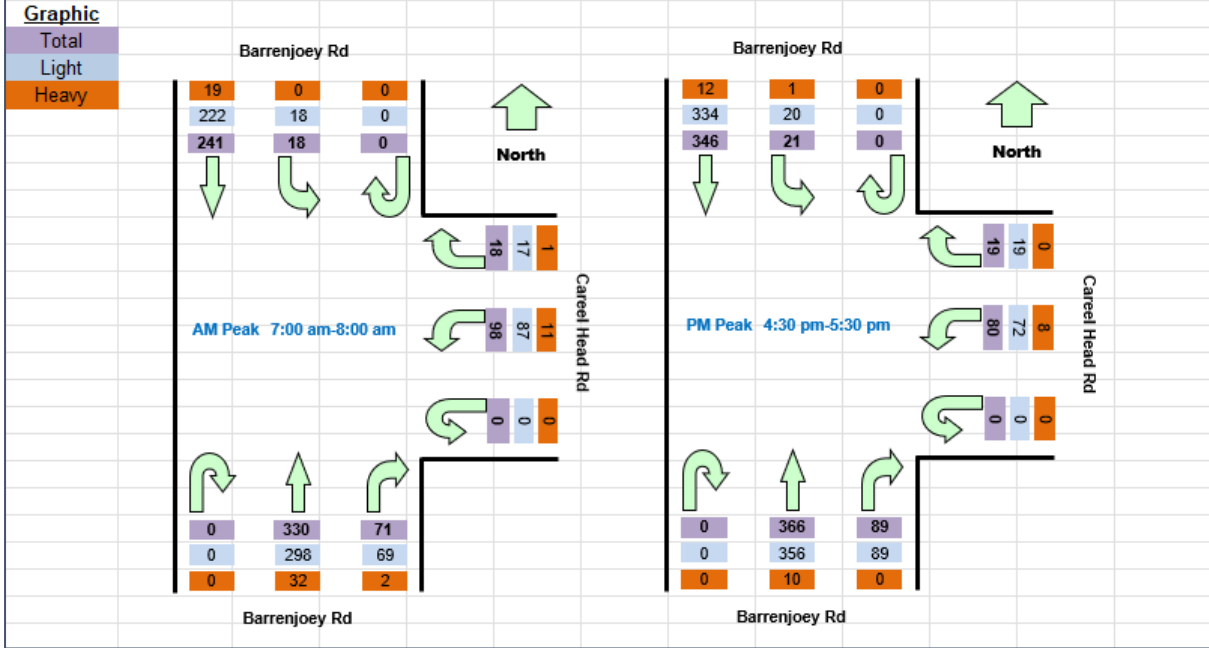 Graphic
Total
Light
Heavy
Barrenjoey Rd
19 0 0
222 18 0
241 18 0
North
18 17 1
AM Peak 7:00 am-8:00 am
98 87 11
Careel Head Rd
0 0 0
0 330 71
0 298 69
0 32 2
Barrenjoey Rd
Barrenjoey Rd
12 1 0
334 20 0
346 21 0
North
19 19 0
PM Peak 4:30 pm-5:30 pm
80 72 8
Careel Head Rd
0 0 0
0 366 89
0 356 89
0 10 0
Barrenjoey Rd